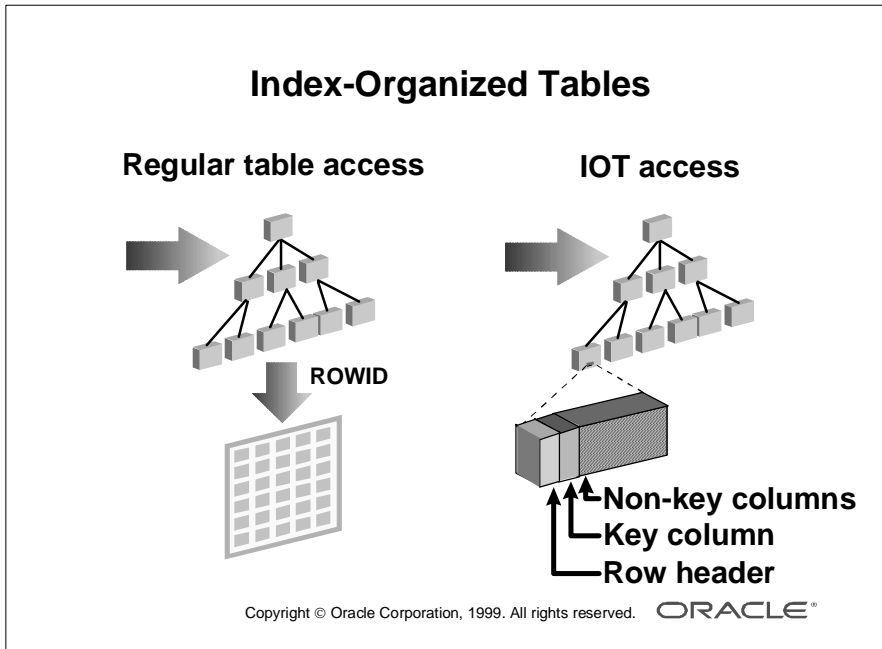 Index-Organized Tables
Regular table access
IOT access
ROWID
Non-key columns
Key column
Row header
Copyright © Oracle Corporation, 1999. All rights reserved.
ORACLE®